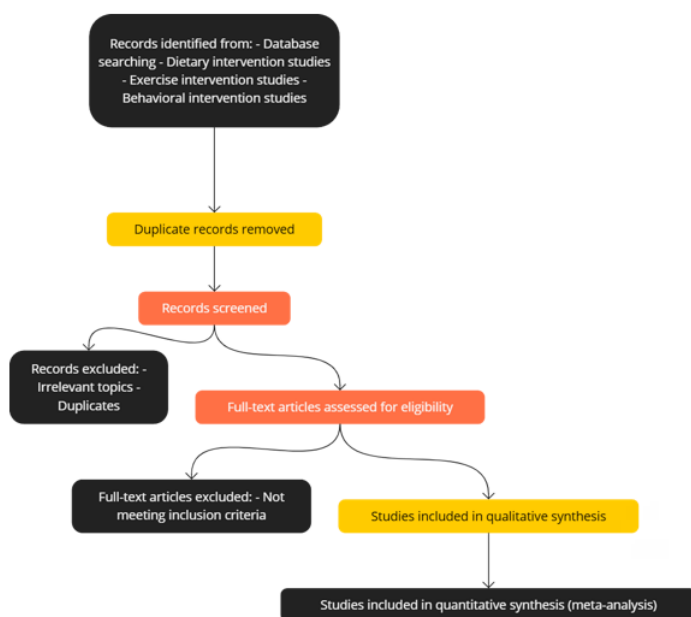 Records identified from: - Database
searching - Dietary intervention studies
- Exercise intervention studies -
Behavioral intervention studies
Duplicate records removed
Records screened
Records excluded: -
Irrelevant topics -
Duplicates
Full-text articles assessed for eligibility
Full-text articles excluded: - Not
meeting inclusion criteria
Studies included in qualitative synthesis
Studies included in quantitative synthesis (meta-analysis)